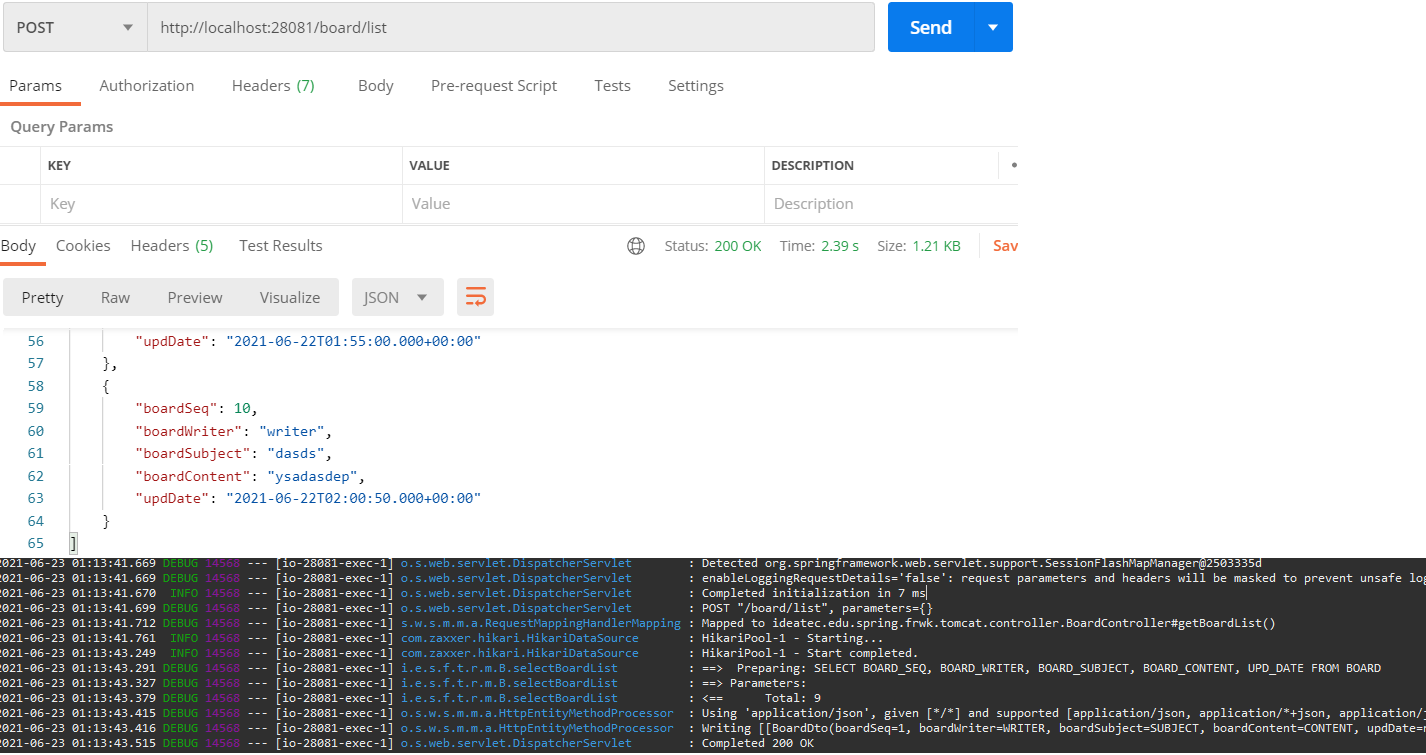 POST http://localhost:28081/board/list Send
Params Authorization Headers (7) Body Pre-request Script Tests Settings
Query Params
KEY VALUE DESCRIPTION
Key Value Description
Body Cookies Headers (5) Test Results Status: 200 OK Time: 2.39 s Size: 1.21 KB Sav
Pretty Raw Preview Visualize JSON
56 "updDate": "2021-06-22T01:55:00.000+00:00"
57 },
58 {
59 "boardSeq": 10,
60 "boardWriter": "writer",
61 "boardSubject": "dasds",
62 "boardContent": "ysadasdep",
63 "updDate": "2021-06-22T02:00:50.000+00:00"
64 }
65 ]
2021-06-23 01:13:41.669 DEBUG 14568 --- [io-28081-exec-1] o.s.web.servlet.DispatcherServlet : Detected org.springframework.web.servlet.support.SessionFlashMapManager@2503335d
2021-06-23 01:13:41.669 DEBUG 14568 --- [io-28081-exec-1] o.s.web.servlet.DispatcherServlet : enableLoggingRequestDetails='false': request parameters and headers will be masked to prevent unsafe log
2021-06-23 01:13:41.670 INFO 14568 --- [io-28081-exec-1] o.s.web.servlet.DispatcherServlet : Completed initialization in 7 ms
2021-06-23 01:13:41.699 DEBUG 14568 --- [io-28081-exec-1] o.s.web.servlet.DispatcherServlet : POST "/board/list", parameters={}
2021-06-23 01:13:41.712 DEBUG 14568 --- [io-28081-exec-1] s.w.s.m.m.a.RequestMappingHandlerMapping : Mapped to ideatec.edu.spring.frwk.tomcat.controller.BoardController#getBoardList()
2021-06-23 01:13:41.761 INFO 14568 --- [io-28081-exec-1] com.zaxxer.hikari.HikariDataSource : HikariPool-1 - Starting...
2021-06-23 01:13:43.249 INFO 14568 --- [io-28081-exec-1] com.zaxxer.hikari.HikariDataSource : HikariPool-1 - Start completed.
2021-06-23 01:13:43.291 DEBUG 14568 --- [io-28081-exec-1] i.e.s.f.t.r.m.B.selectBoardList : ==> Preparing: SELECT BOARD_SEQ, BOARD_WRITER, BOARD_SUBJECT, BOARD_CONTENT, UPD_DATE FROM BOARD
2021-06-23 01:13:43.327 DEBUG 14568 --- [io-28081-exec-1] i.e.s.f.t.r.m.B.selectBoardList : ==> Parameters:
2021-06-23 01:13:43.379 DEBUG 14568 --- [io-28081-exec-1] i.e.s.f.t.r.m.B.selectBoardList : <== Total: 9
2021-06-23 01:13:43.415 DEBUG 14568 --- [io-28081-exec-1] o.s.w.s.m.m.a.HttpEntityMethodProcessor : Using 'application/json', given [*/*] and supported [application/json, application/*+json, application/j
2021-06-23 01:13:43.416 DEBUG 14568 --- [io-28081-exec-1] o.s.w.s.m.m.a.HttpEntityMethodProcessor : Writing [[BoardDto(boardSeq=1, boardWriter=WRITER, boardSubject=SUBJECT, boardContent=CONTENT, updDate=
2021-06-23 01:13:43.515 DEBUG 14568 --- [io-28081-exec-1] o.s.web.servlet.DispatcherServlet : Completed 200 OK